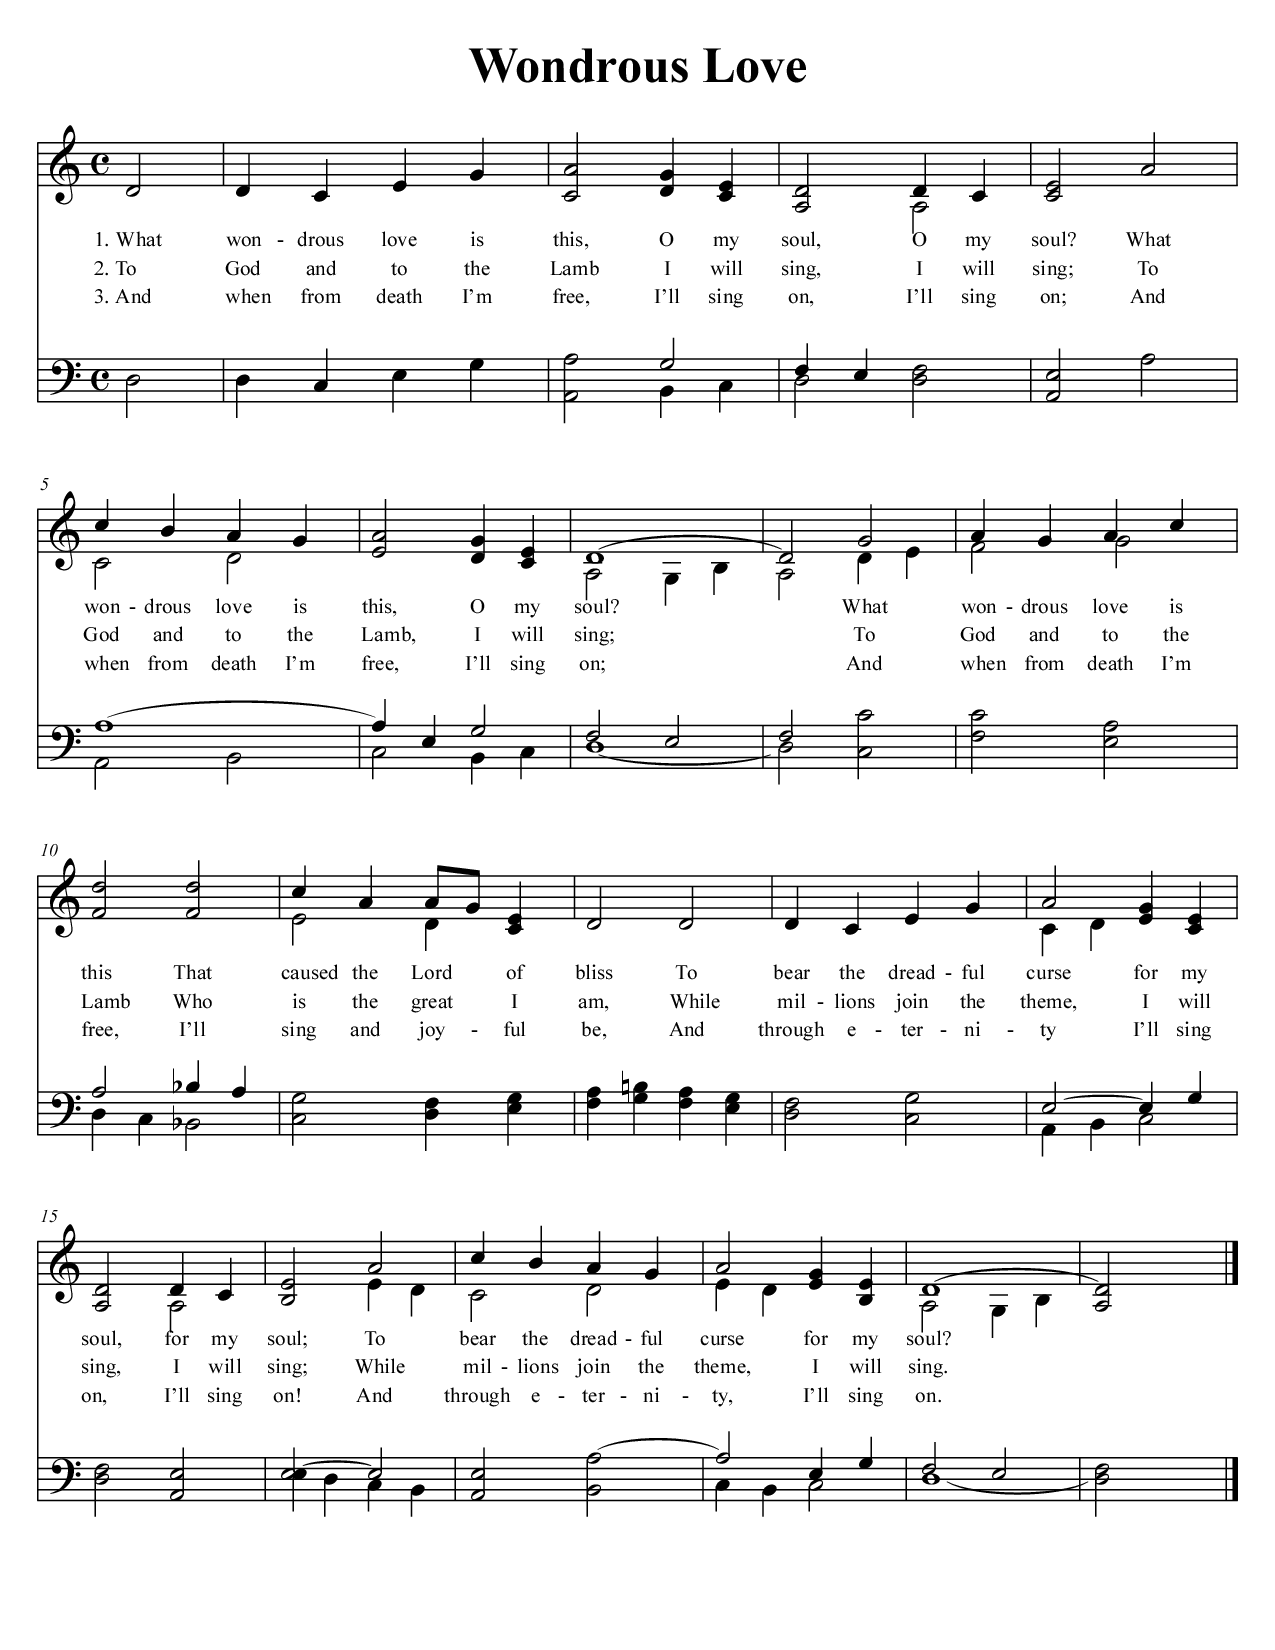 Wondrous Love
1. What won - drous love is this, O my soul, O my soul? What
2. To God and to the Lamb I will sing, I will sing; To
3. And when from death I’m free, I’ll sing on, I’ll sing on; And
5
won - drous love is this, O my soul? What won - drous love is
God and to the Lamb, I will sing; To God and to the
when from death I’m free, I’ll sing on; And when from death I’m
10
this That caused the Lord of bliss To bear the dread - ful curse for my
Lamb Who is the great I am, While mil - lions join the theme, I will
free, I’ll sing and joy - ful be, And through e - ter - ni - ty I’ll sing
15
soul, for my soul; To bear the dread - ful curse for my soul?
sing, I will sing; While mil - lions join the theme, I will sing.
on, I’ll sing on! And through e - ter - ni - ty, I’ll sing on.